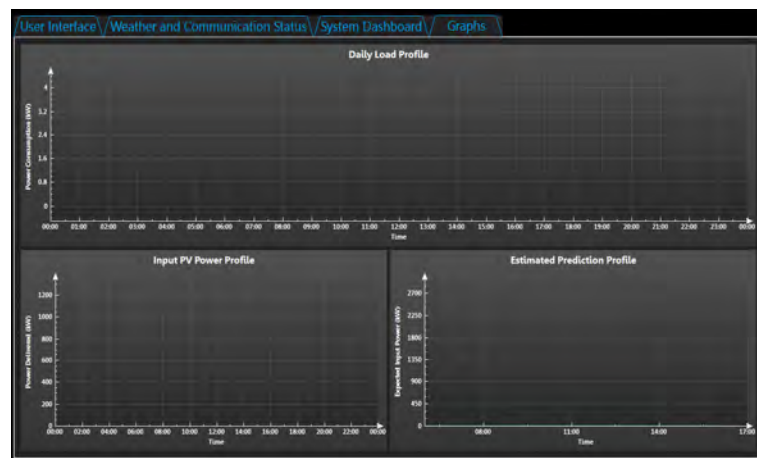 User Interface Weather and Communication Status System Dashboard Graphs
Daily Load Profile
Power Consumption (kW)
4
3.2
2.4
1.6
0.8
0
00:00 01:00 02:00 03:00 04:00 05:00 06:00 07:00 08:00 09:00 10:00 11:00 12:00 13:00 14:00 15:00 16:00 17:00 18:00 19:00 20:00 21:00 22:00 23:00 00:00
Time
Input PV Power Profile
Power Delivered (kW)
1200
1000
800
600
400
200
0
00:00 02:00 04:00 06:00 08:00 10:00 12:00 14:00 16:00 18:00 20:00 22:00 00:00
Time
Estimated Prediction Profile
Expected Input Power (kW)
2700
2250
1800
1350
900
450
0
08:00 11:00 14:00 17:00
Time